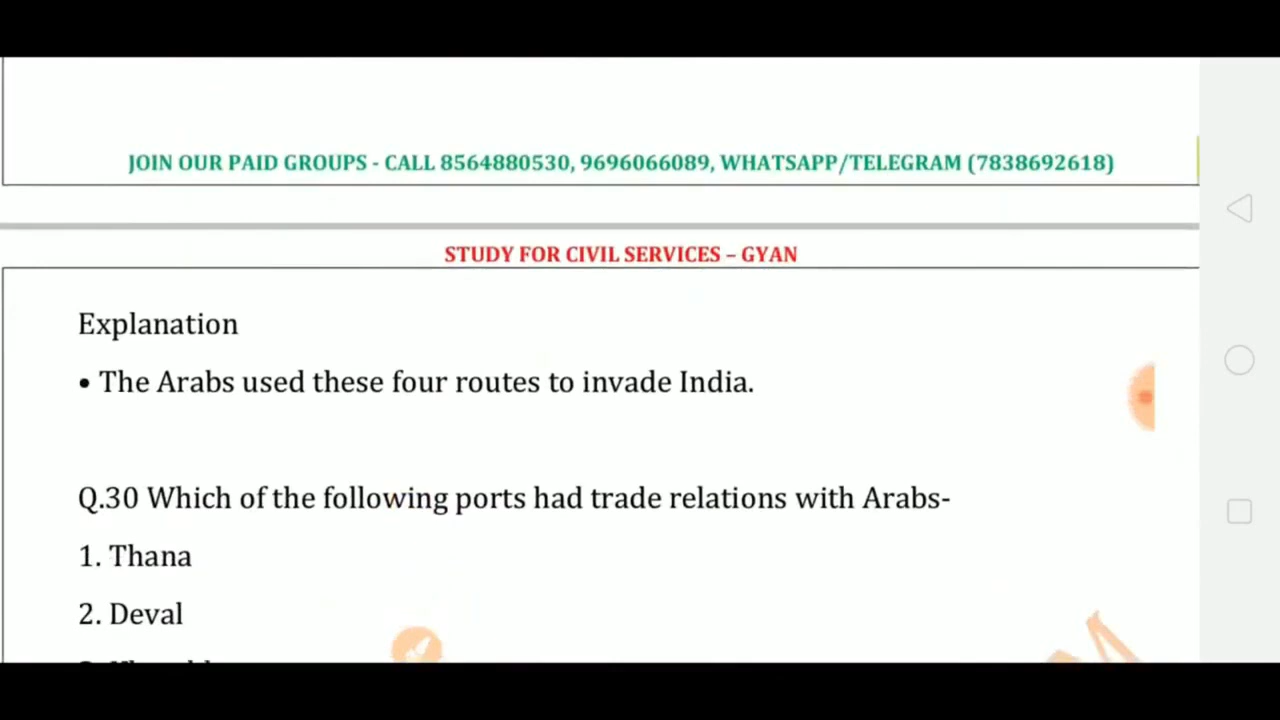 JOIN OUR PAID GROUPS - CALL 8564880530, 9696066089, WHATSAPP/TELEGRAM (7838692618)
STUDY FOR CIVIL SERVICES – GYAN
Explanation
• The Arabs used these four routes to invade India.
Q.30 Which of the following ports had trade relations with Arabs-
1. Thana
2. Deval